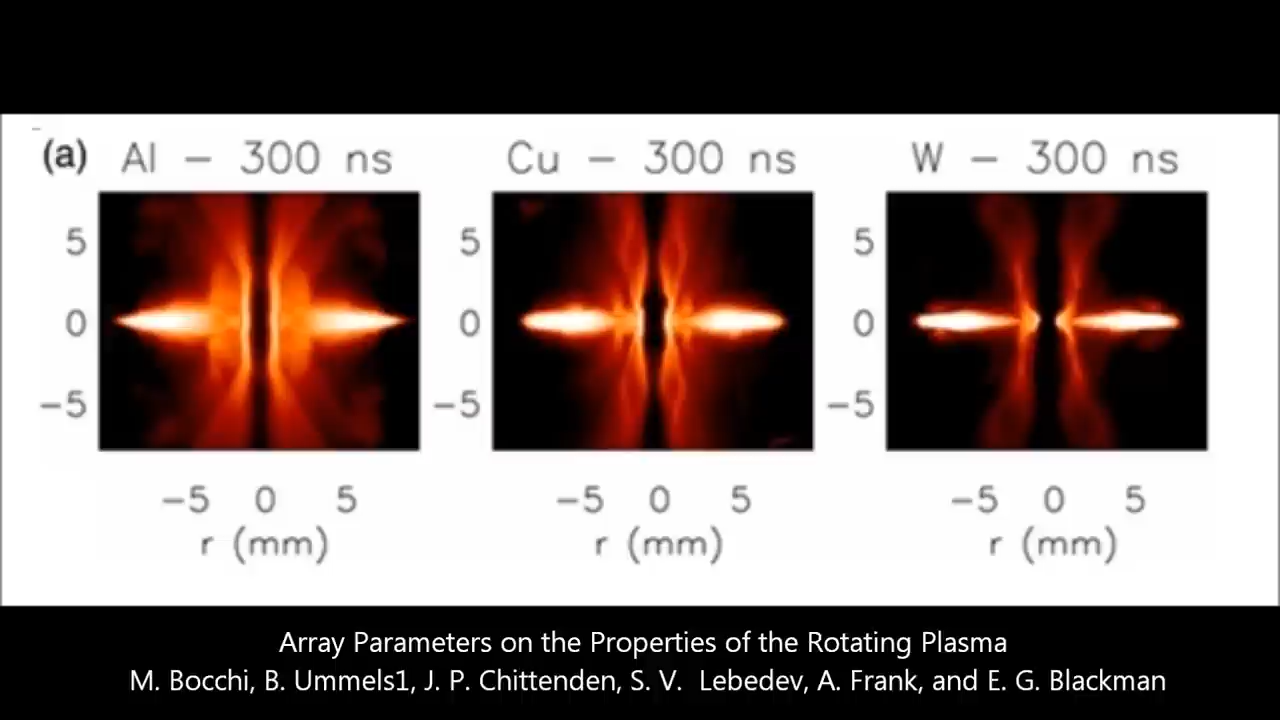 (a) Al – 300 ns Cu – 300 ns W – 300 ns
5 5 5
0 0 0
−5 −5 −5
−5 0 5 −5 0 5 −5 0 5
r (mm) r (mm) r (mm)
Array Parameters on the Properties of the Rotating Plasma
M. Bocchi, B. Ummels1, J. P. Chittenden, S. V. Lebedev, A. Frank, and E. G. Blackman